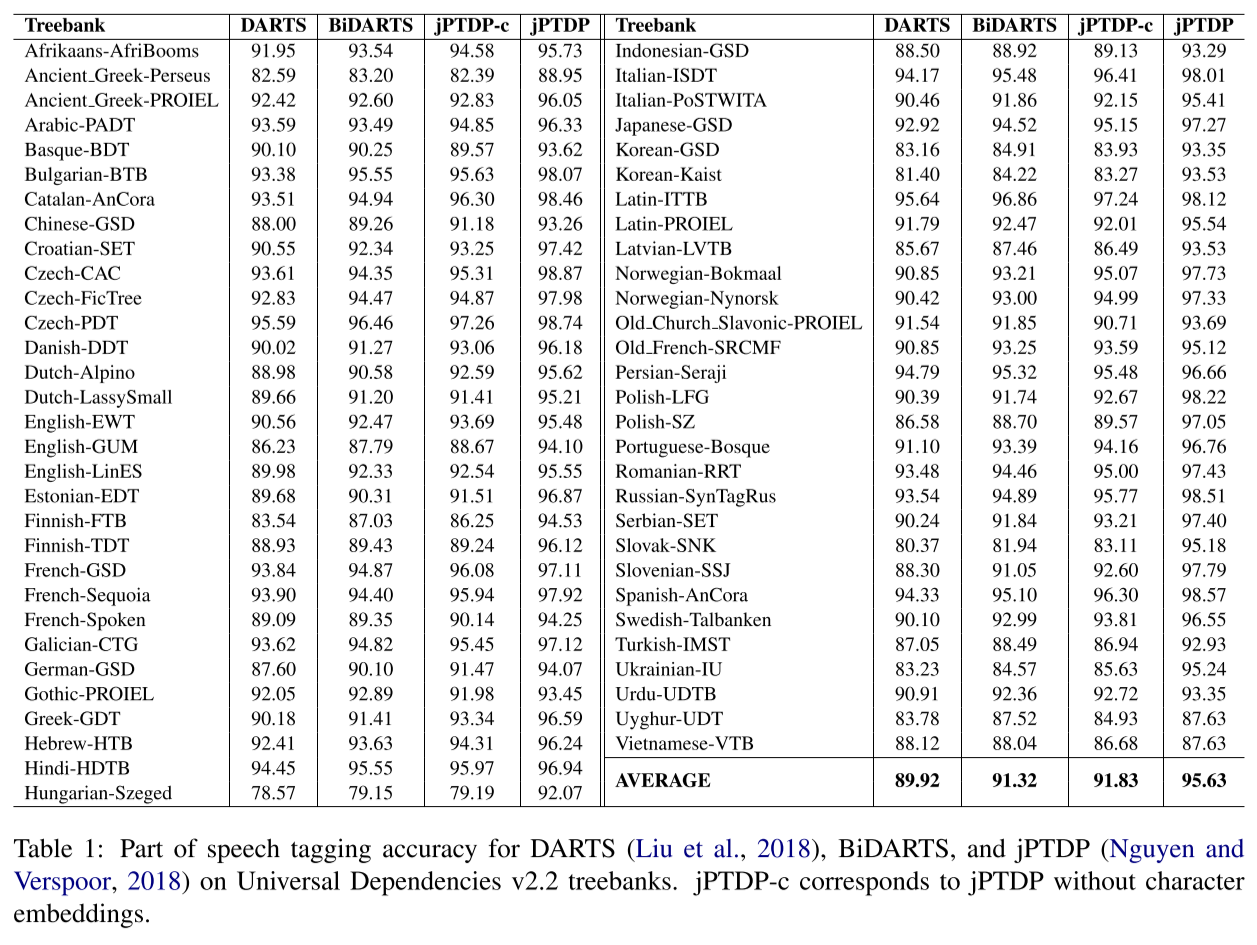 Treebank DARTS BiDARTS jPTDP-c jPTDP Treebank DARTS BiDARTS jPTDP-c jPTDP
Afrikaans-AfriBooms 91.95 93.54 94.58 95.73 Indonesian-GSD 88.50 88.92 89.13 93.29
Ancient_Greek-Perseus 82.59 83.20 82.39 88.95 Italian-ISDT 94.17 95.48 96.41 98.01
Ancient_Greek-PROIEL 92.42 92.60 92.83 96.05 Italian-PoSTWITA 90.46 91.86 92.15 95.41
Arabic-PADT 93.59 93.49 94.85 96.33 Japanese-GSD 92.92 94.52 95.15 97.27
Basque-BDT 90.10 90.25 89.57 93.62 Korean-GSD 83.16 84.91 83.93 93.35
Bulgarian-BTB 93.38 95.55 95.63 98.07 Korean-Kaist 81.40 84.22 83.27 93.53
Catalan-AnCora 93.51 94.94 96.30 98.46 Latin-ITTB 95.64 96.86 97.24 98.12
Chinese-GSD 88.00 89.26 91.18 93.26 Latin-PROIEL 91.79 92.47 92.01 95.54
Croatian-SET 90.55 92.34 93.25 97.42 Latvian-LVTB 85.67 87.46 86.49 93.53
Czech-CAC 93.61 94.35 95.31 98.87 Norwegian-Bokmaal 90.85 93.21 95.07 97.73
Czech-FicTree 92.83 94.47 94.87 97.98 Norwegian-Nynorsk 90.42 93.00 94.99 97.33
Czech-PDT 95.59 96.46 97.26 98.74 Old_Church_Slavonic-PROIEL 91.54 91.85 90.71 93.69
Danish-DDT 90.02 91.27 93.06 96.18 Old_French-SRCMF 90.85 93.25 93.59 95.12
Dutch-Alpino 88.98 90.58 92.59 95.62 Persian-Seraji 94.79 95.32 95.48 96.66
Dutch-LassySmall 89.66 91.20 91.41 95.21 Polish-LFG 90.39 91.74 92.67 98.22
English-EWT 90.56 92.47 93.69 95.48 Polish-SZ 86.58 88.70 89.57 97.05
English-GUM 86.23 87.79 88.67 94.10 Portuguese-Bosque 91.10 93.39 94.16 96.76
English-LinES 89.98 92.33 92.54 95.55 Romanian-RRT 93.48 94.46 95.00 97.43
Estonian-EDT 89.68 90.31 91.51 96.87 Russian-SynTagRus 93.54 94.89 95.77 98.51
Finnish-FTB 83.54 87.03 86.25 94.53 Serbian-SET 90.24 91.84 93.21 97.40
Finnish-TDT 88.93 89.43 89.24 96.12 Slovak-SNK 80.37 81.94 83.11 95.18
French-GSD 93.84 94.87 96.08 97.11 Slovenian-SSJ 88.30 91.05 92.60 97.79
French-Sequoia 93.90 94.40 95.94 97.92 Spanish-AnCora 94.33 95.10 96.30 98.57
French-Spoken 89.09 89.35 90.14 94.25 Swedish-Talbanken 90.10 92.99 93.81 96.55
Galician-CTG 93.62 94.82 95.45 97.12 Turkish-IMST 87.05 88.49 86.94 92.93
German-GSD 87.60 90.10 91.47 94.07 Ukrainian-IU 83.23 84.57 85.63 95.24
Gothic-PROIEL 92.05 92.89 91.98 93.45 Urdu-UDTB 90.91 92.36 92.72 93.35
Greek-GDT 90.18 91.41 93.34 96.59 Uyghur-UDT 83.78 87.52 84.93 87.63
Hebrew-HTB 92.41 93.63 94.31 96.24 Vietnamese-VTB 88.12 88.04 86.68 87.63
Hindi-HDTB 94.45 95.55 95.97 96.94
AVERAGE 89.92 91.32 91.83 95.63
Hungarian-Szeged 78.57 79.15 79.19 92.07
Table 1: Part of speech tagging accuracy for DARTS (Liu et al., 2018), BiDARTS, and jPTDP (Nguyen and
Verspoor, 2018) on Universal Dependencies v2.2 treebanks. jPTDP-c corresponds to jPTDP without character
embeddings.